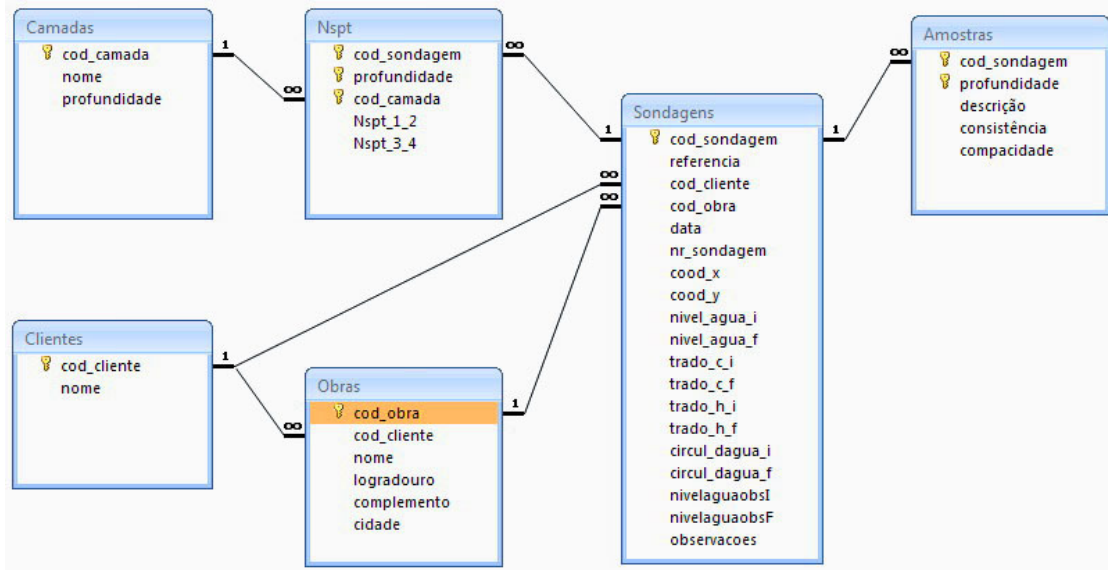 Camadas
cod_camada
nome
profundidade
1
∞
Nspt
cod_sondagem
profundidade
cod_camada
Nspt_1_2
Nspt_3_4
∞
1
Sondagens
cod_sondagem
referencia
cod_cliente
cod_obra
data
nr_sondagem
cood_x
cood_y
nivel_agua_i
nivel_agua_f
trado_c_i
trado_c_f
trado_h_i
trado_h_f
circul_dagua_i
circul_dagua_f
nivelaguaobsI
nivelaguaobsF
observacoes
∞
∞
1
∞
Amostras
cod_sondagem
profundidade
descrição
consistência
compacidade
Clientes
cod_cliente
nome
1
∞
Obras
cod_obra
cod_cliente
nome
logradouro
complemento
cidade
1